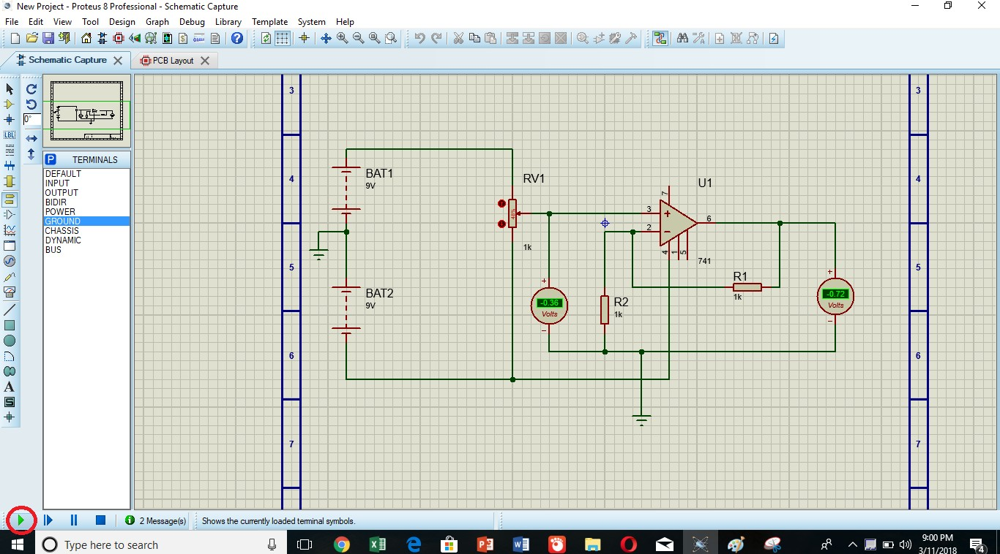 New Project - Proteus 8 Professional - Schematic Capture
File Edit View Tool Design Graph Debug Library Template System Help
Schematic Capture
PCB Layout
0°
LBL
P TERMINALS
DEFAULT
INPUT
OUTPUT
BIDIR
POWER
GROUND
CHASSIS
DYNAMIC
BUS
A
S
3
4
5
6
7
3
4
5
6
7
BAT1
9V
BAT2
9V
RV1
48%
1k
U1
7
3
2
6
4
1
5
741
R1
1k
R2
1k
+
-0.36
Volts
−
+
-0.72
Volts
−
2 Message(s)
Shows the currently loaded terminal symbols.
Type here to search
9:00 PM
3/11/2018
4